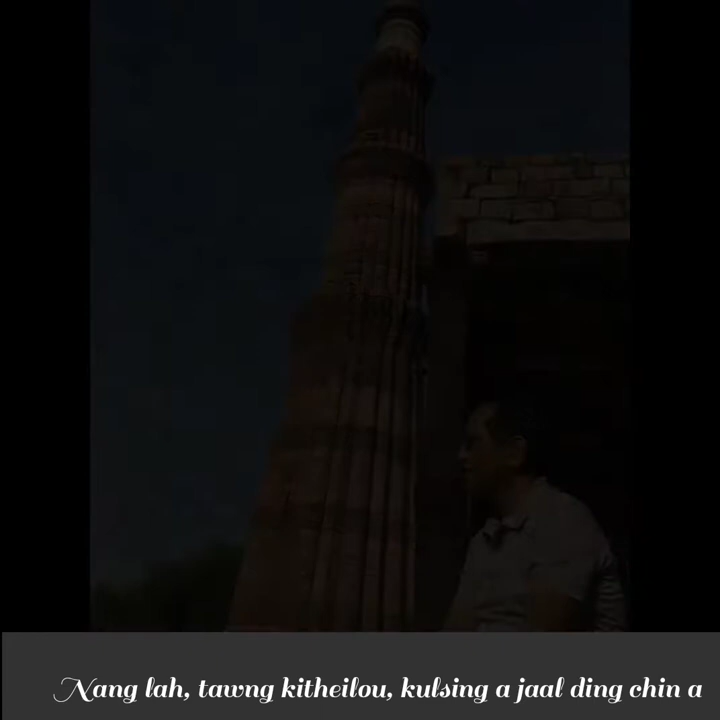 Nang lah, tawng kitheilou, kulsing a jaal ding chin a